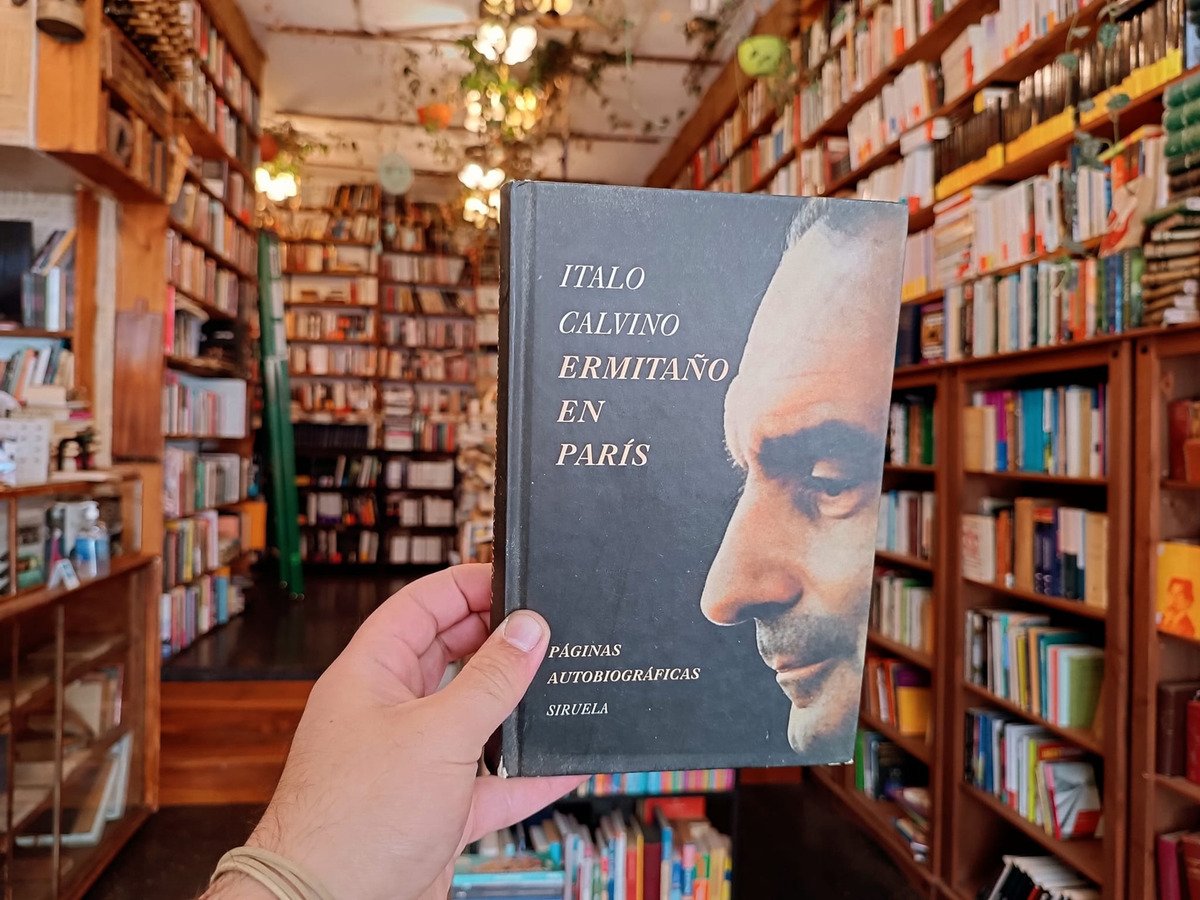 ITALO
CALVINO
ERMITAÑO
EN
PARÍS
PÁGINAS
AUTOBIOGRÁFICAS
SIRUELA